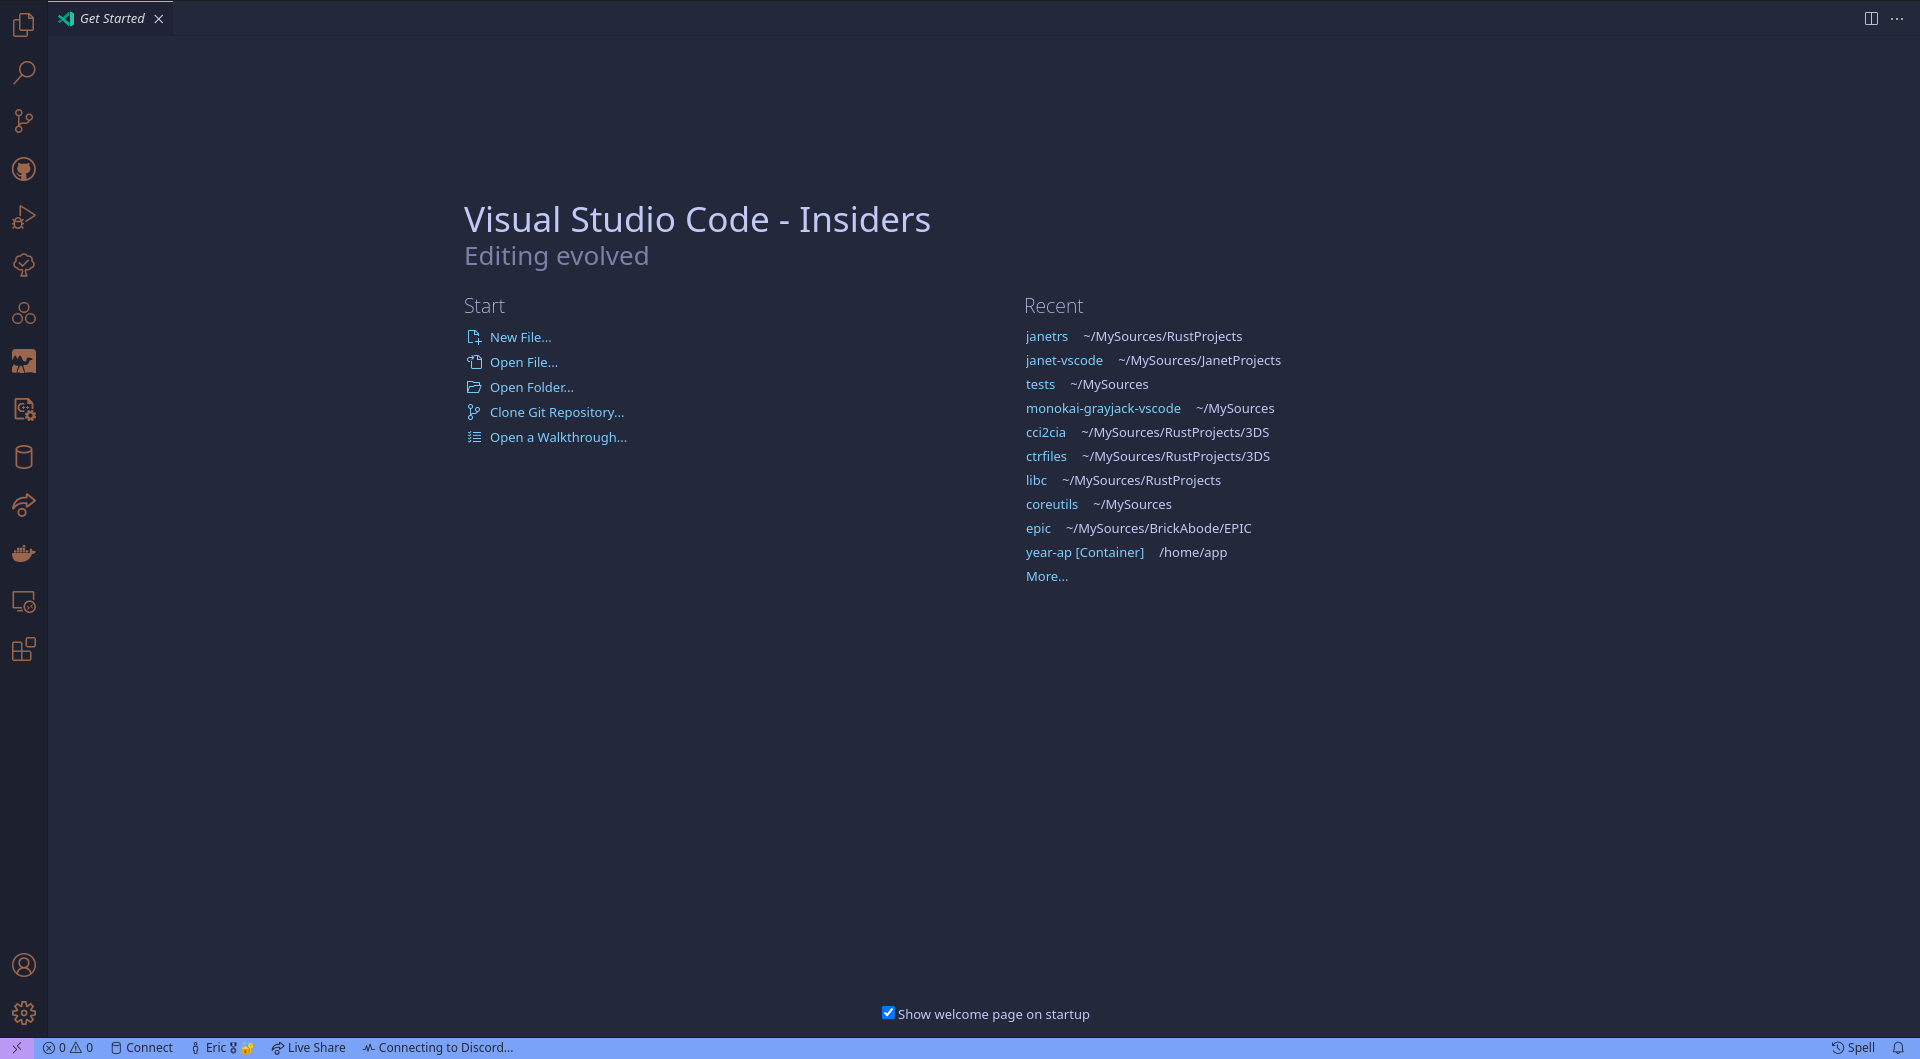 Get Started
Visual Studio Code - Insiders
Editing evolved
Start
New File...
Open File...
Open Folder...
Clone Git Repository...
Open a Walkthrough...
Recent
janetrs ~/MySources/RustProjects
janet-vscode ~/MySources/JanetProjects
tests ~/MySources
monokai-grayjack-vscode ~/MySources
cci2cia ~/MySources/RustProjects/3DS
ctrfiles ~/MySources/RustProjects/3DS
libc ~/MySources/RustProjects
coreutils ~/MySources
epic ~/MySources/BrickAbode/EPIC
year-ap [Container] /home/app
More...
Show welcome page on startup
0 0 Connect Eric 🎖 🔐 Live Share Connecting to Discord... Spell